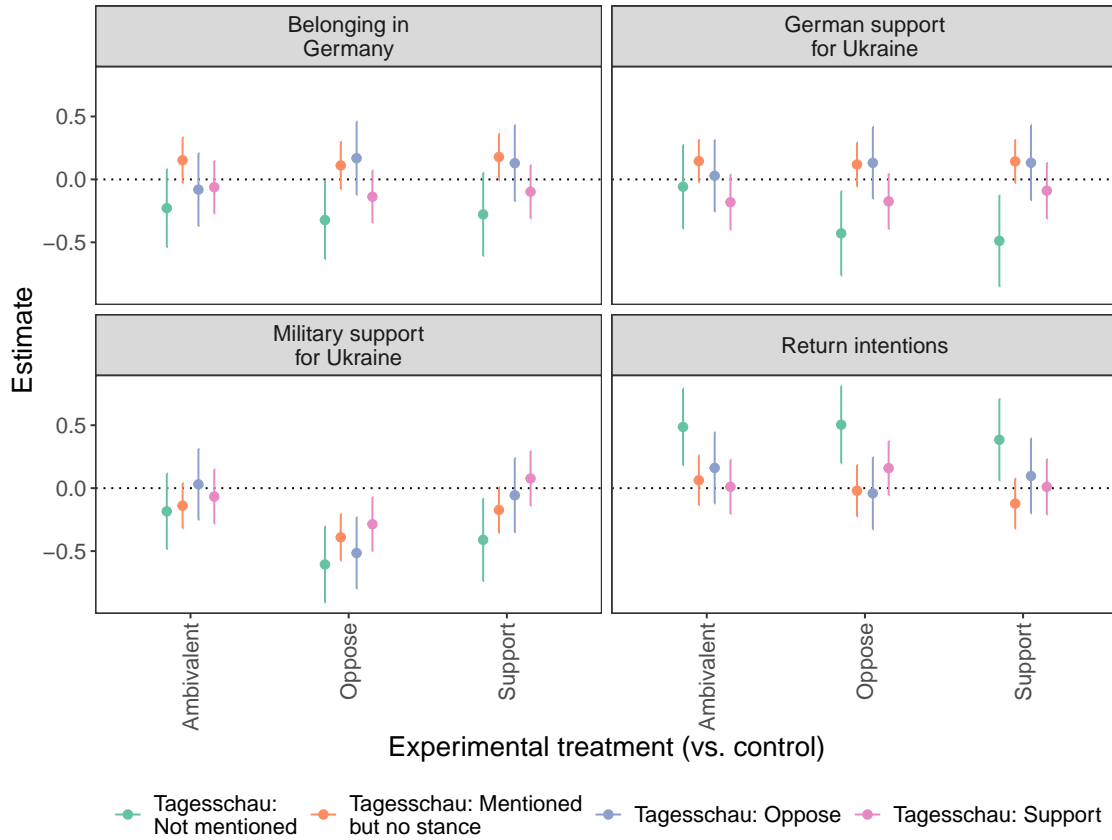 Belonging in
Germany
German support
for Ukraine
0.5
0.0
−0.5
Military support
for Ukraine
Return intentions
0.5
0.0
−0.5
Estimate
Ambivalent
Oppose
Support
Ambivalent
Oppose
Support
Experimental treatment (vs. control)
Tagesschau:
Not mentioned
Tagesschau: Mentioned
but no stance
Tagesschau: Oppose
Tagesschau: Support